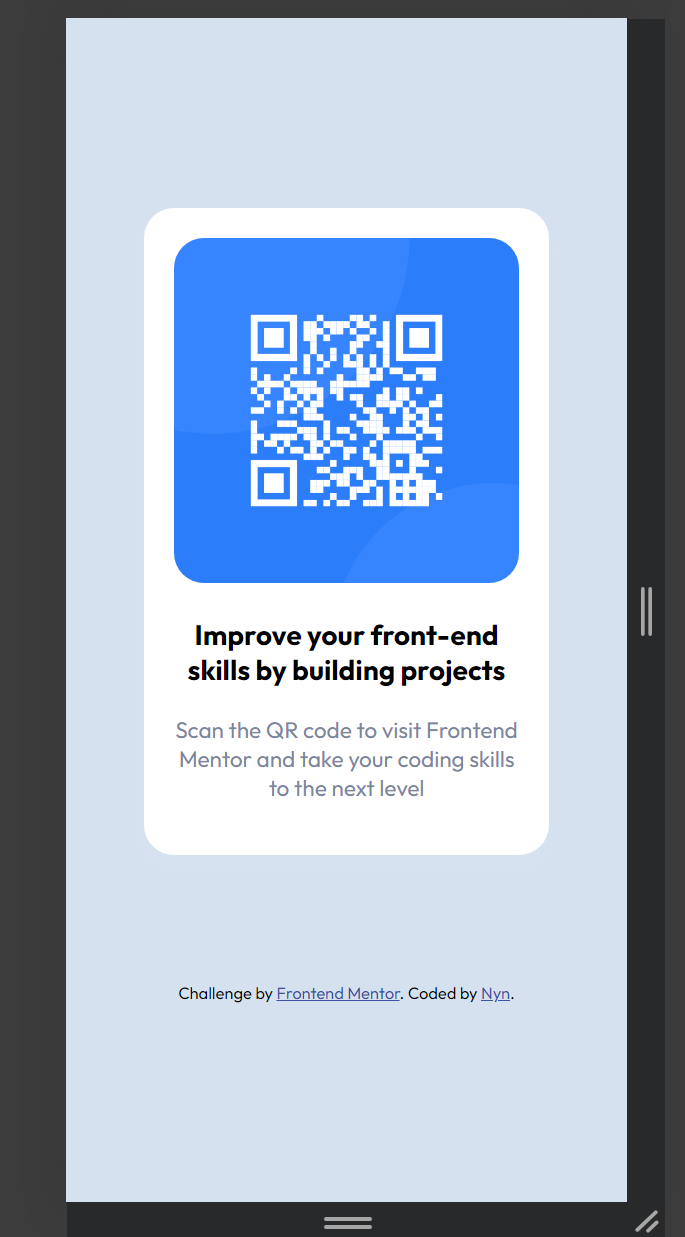 Improve your front-end
skills by building projects
Scan the QR code to visit Frontend
Mentor and take your coding skills
to the next level
Challenge by Frontend Mentor. Coded by Nyn.